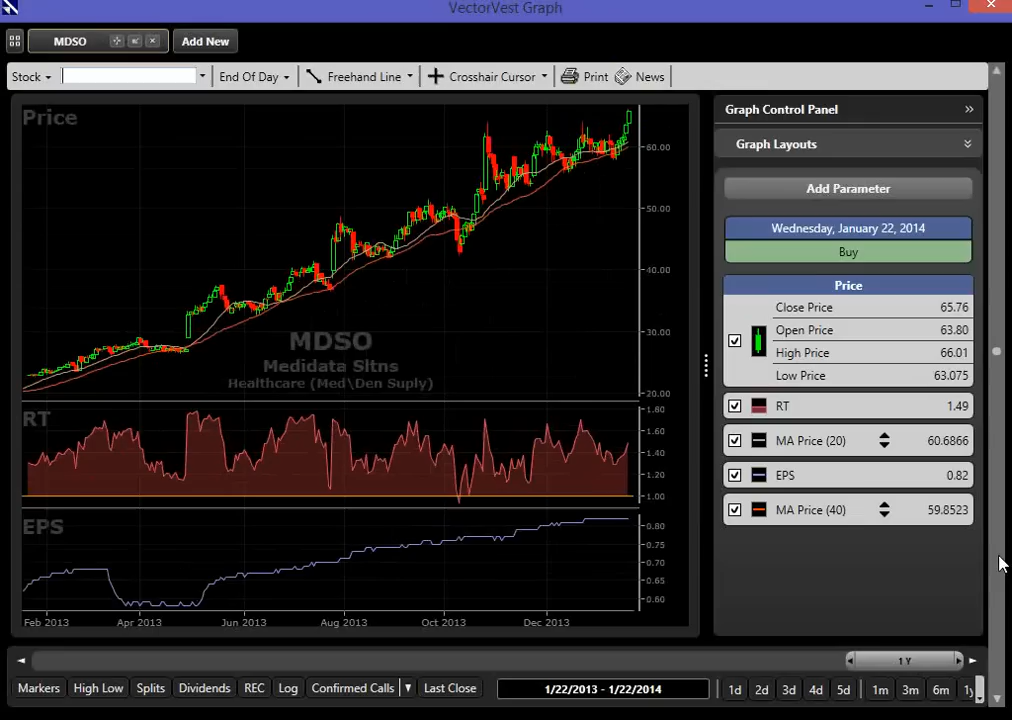 VectorVest Graph
MDSO
Add New
Stock
End Of Day
Freehand Line
Crosshair Cursor
Print
News
Price
60.00
50.00
40.00
30.00
20.00
MDSO
Medidata Sltns
Healthcare (Med\Den Suply)
RT
1.80
1.60
1.40
1.20
1.00
EPS
0.80
0.75
0.70
0.65
0.60
Feb 2013 Apr 2013 Jun 2013 Aug 2013 Oct 2013 Dec 2013
Graph Control Panel
Graph Layouts
Add Parameter
Wednesday, January 22, 2014
Buy
Price
Close Price 65.76
Open Price 63.80
High Price 66.01
Low Price 63.075
RT 1.49
MA Price (20) 60.6866
EPS 0.82
MA Price (40) 59.8523
1 Y
Markers High Low Splits Dividends REC Log Confirmed Calls Last Close 1/22/2013 - 1/22/2014 1d 2d 3d 4d 5d 1m 3m 6m 1y